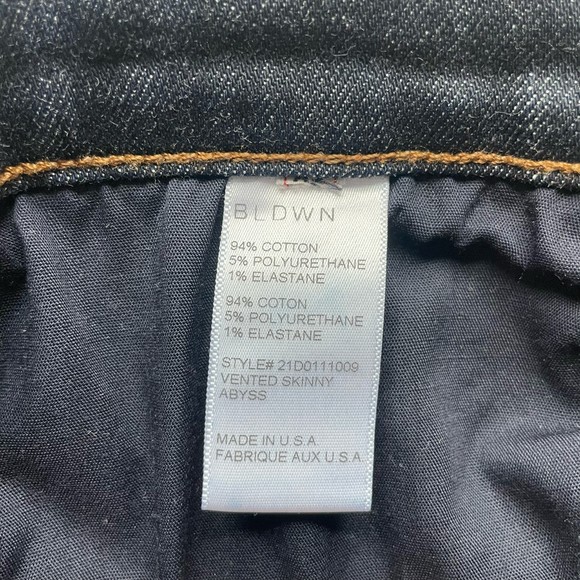 BLDWN
94% COTTON
5% POLYURETHANE
1% ELASTANE
94% COTON
5% POLYURETHANE
1% ELASTANE
STYLE# 21D0111009
VENTED SKINNY
ABYSS
MADE IN U.S.A
FABRIQUE AUX U.S.A.